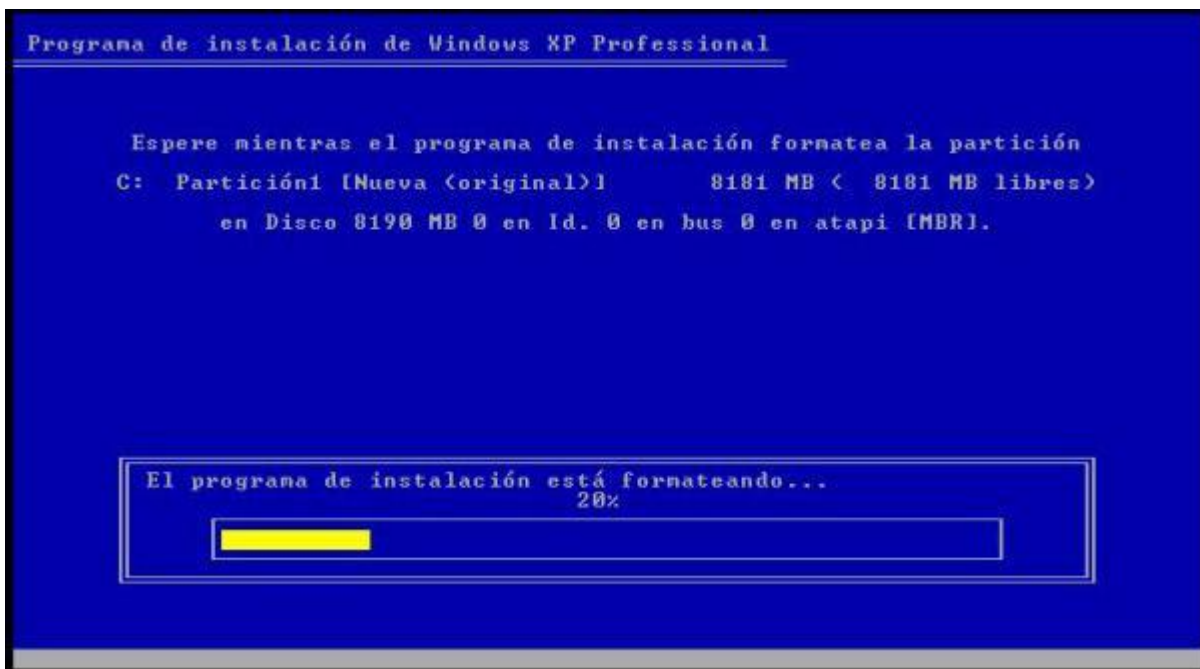 Programa de instalación de Windows XP Professional
Espere mientras el programa de instalación formatea la partición
C: Partición1 [Nueva <original>] 8181 MB ( 8181 MB libres)
en Disco 8190 MB 0 en Id. 0 en bus 0 en atapi [MBR].
El programa de instalación está formateando...
20%